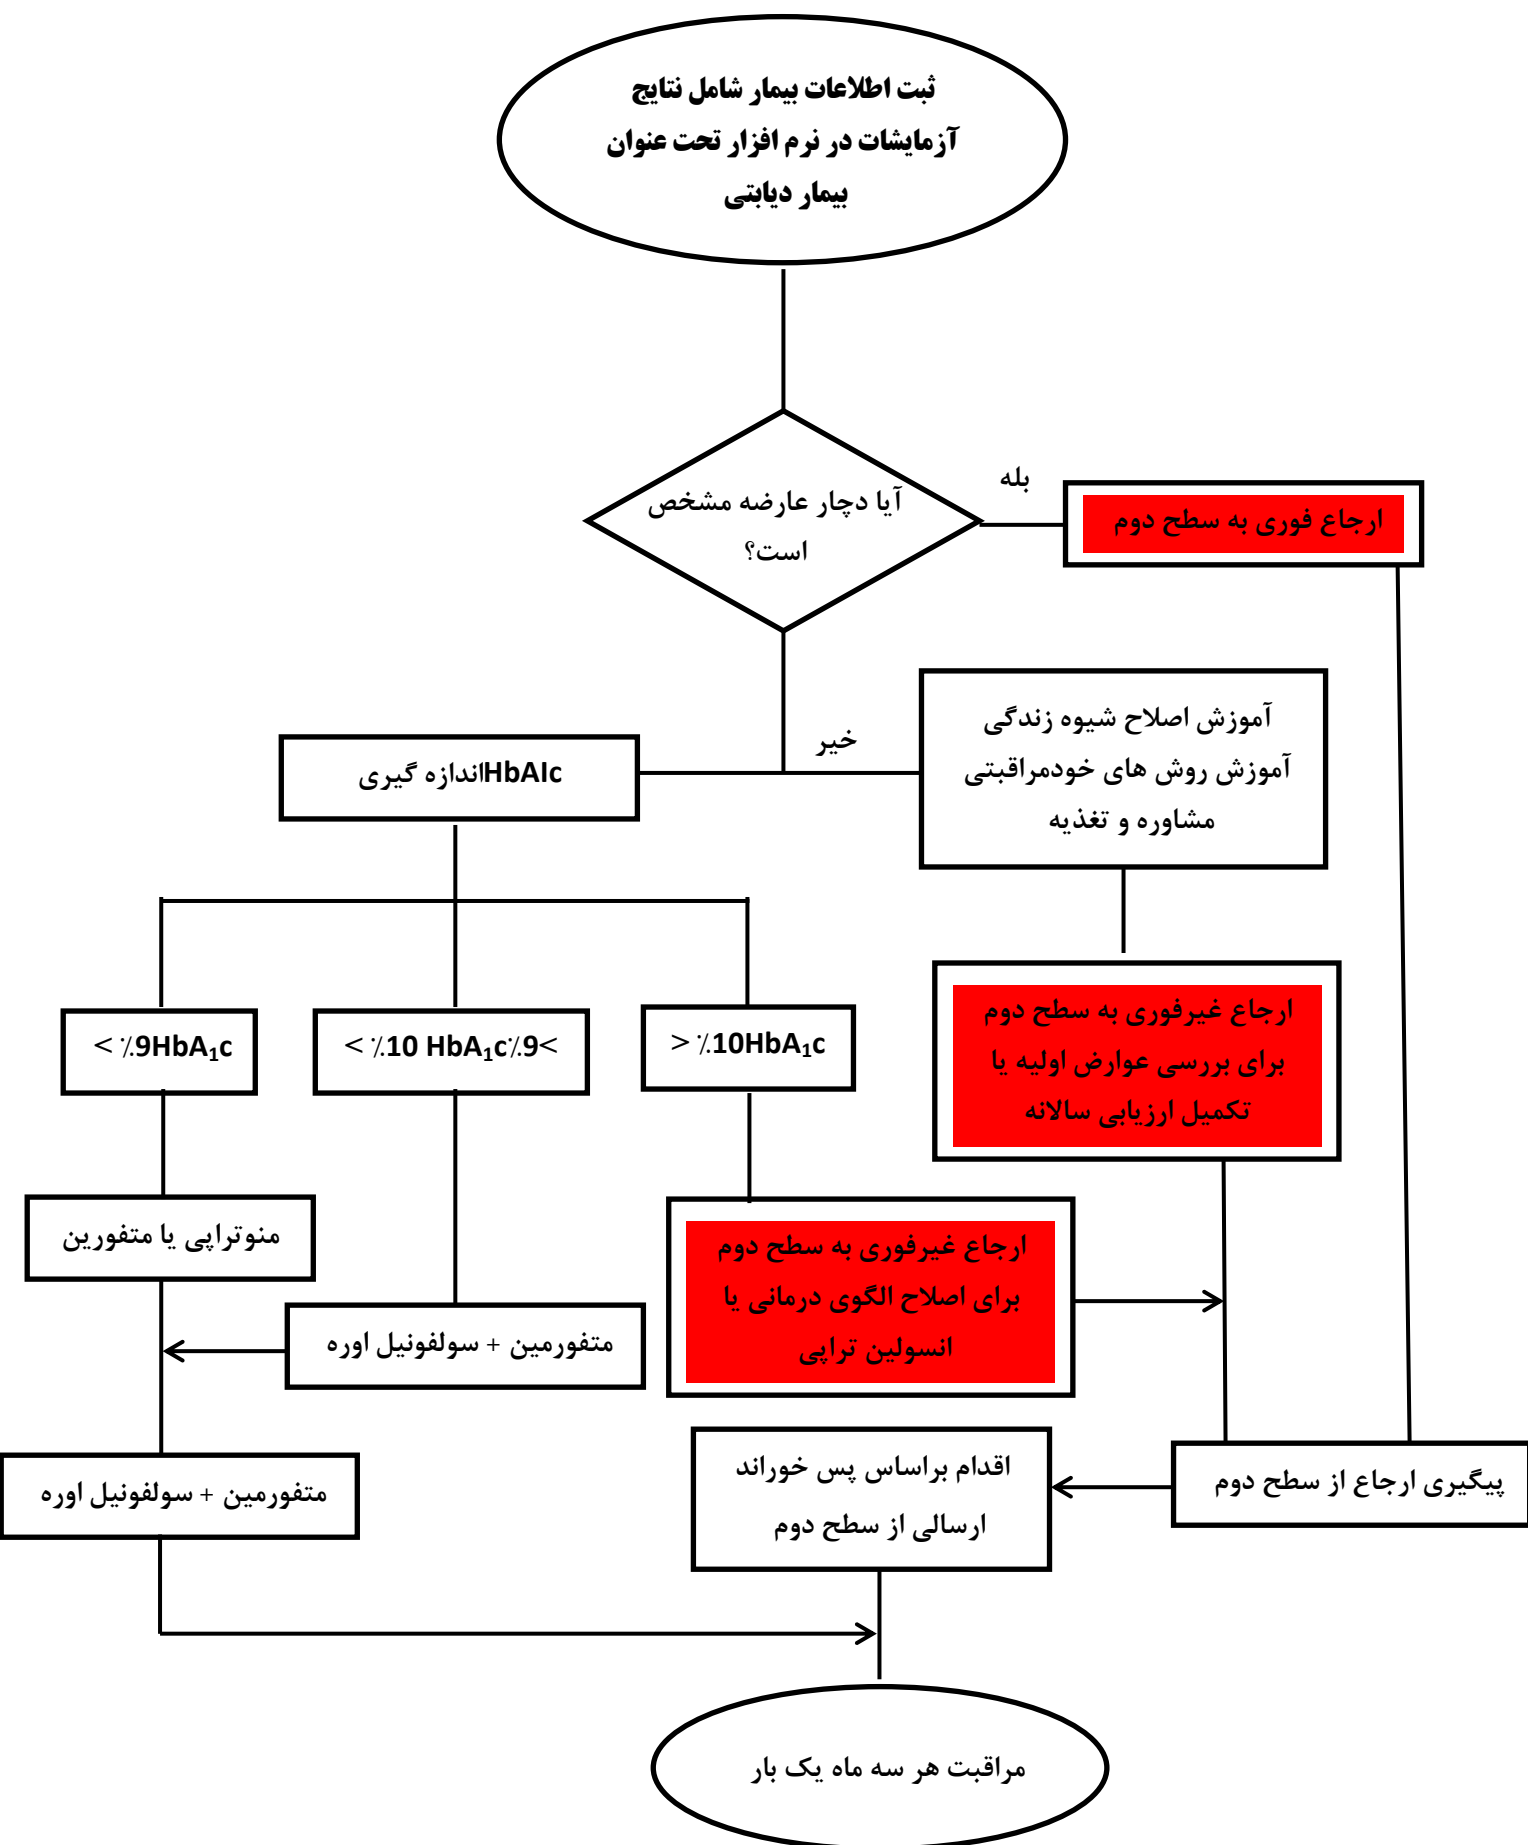 ثبت اطلاعات بیمار شامل نتایج
آزمایشات در نرم افزار تحت عنوان
بیمار دیابتی
آیا دچار عارضه مشخص
است؟
بله
ارجاع فوری به سطح دوم
خیر
آموزش اصلاح شیوه زندگی
آموزش روش های خودمراقبتی
مشاوره و تغذیه
اندازه گیریHbAIc
> ٪10HbA₁c
< ٪10 HbA₁c٪9<
< ٪9HbA₁c
ارجاع غیرفوری به سطح دوم
برای بررسی عوارض اولیه یا
تکمیل ارزیابی سالانه
ارجاع غیرفوری به سطح دوم
برای اصلاح الگوی درمانی یا
انسولین تراپی
منوتراپی یا متفورین
متفورمین + سولفونیل اوره
متفورمین + سولفونیل اوره
پیگیری ارجاع از سطح دوم
اقدام براساس پس خوراند
ارسالی از سطح دوم
مراقبت هر سه ماه یک بار